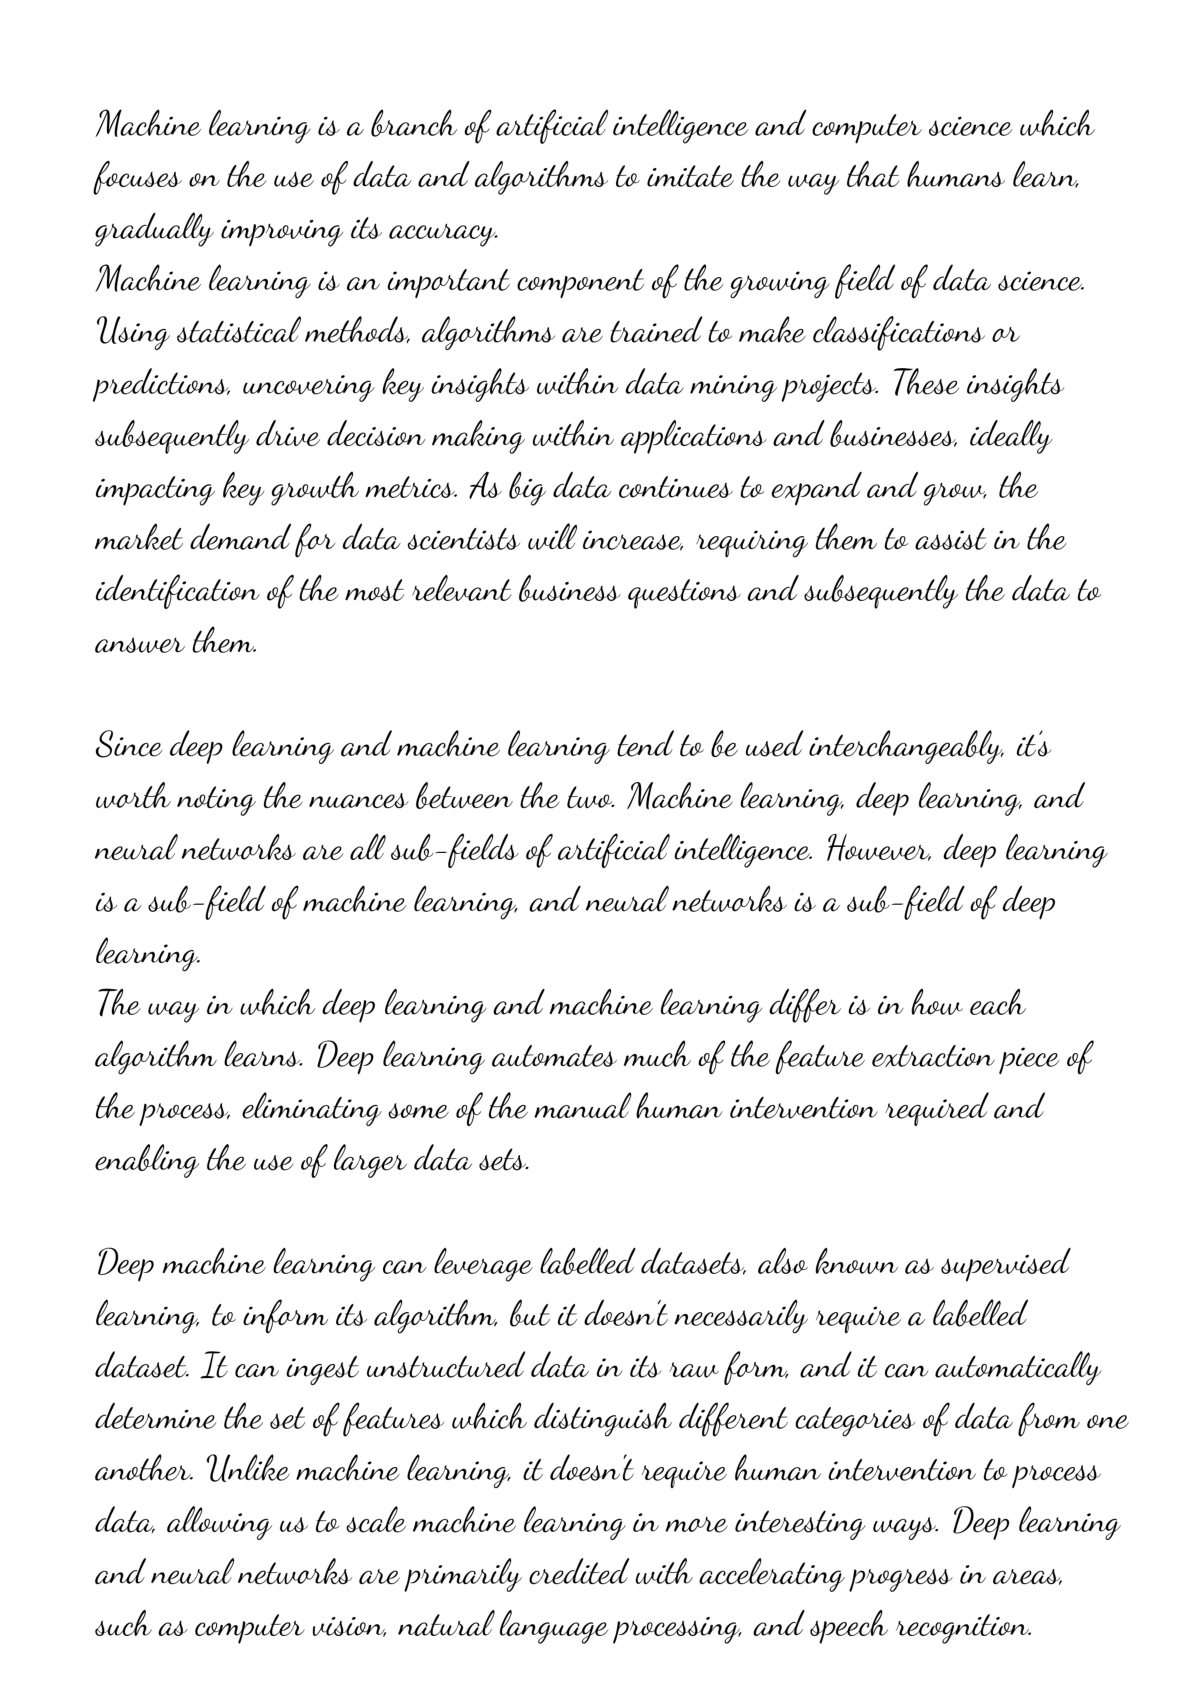 Machine learning is a branch of artificial intelligence and computer science which
focuses on the use of data and algorithms to imitate the way that humans learn,
gradually improving its accuracy.
Machine learning is an important component of the growing field of data science.
Using statistical methods, algorithms are trained to make classifications or
predictions, uncovering key insights within data mining projects. These insights
subsequently drive decision making within applications and businesses, ideally
impacting key growth metrics. As big data continues to expand and grow, the
market demand for data scientists will increase, requiring them to assist in the
identification of the most relevant business questions and subsequently the data to
answer them.

Since deep learning and machine learning tend to be used interchangeably, it's
worth noting the nuances between the two. Machine learning, deep learning, and
neural networks are all sub-fields of artificial intelligence. However, deep learning
is a sub-field of machine learning, and neural networks is a sub-field of deep
learning.
The way in which deep learning and machine learning differ is in how each
algorithm learns. Deep learning automates much of the feature extraction piece of
the process, eliminating some of the manual human intervention required and
enabling the use of larger data sets.

Deep machine learning can leverage labelled datasets, also known as supervised
learning, to inform its algorithm, but it doesn't necessarily require a labelled
dataset. It can ingest unstructured data in its raw form, and it can automatically
determine the set of features which distinguish different categories of data from one
another. Unlike machine learning, it doesn't require human intervention to process
data, allowing us to scale machine learning in more interesting ways. Deep learning
and neural networks are primarily credited with accelerating progress in areas,
such as computer vision, natural language processing, and speech recognition.